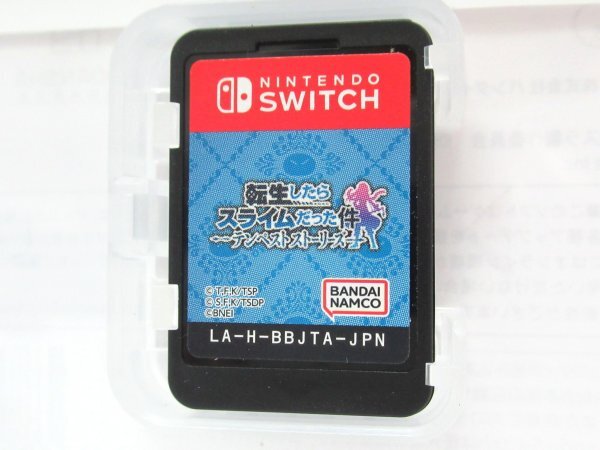 NINTENDO
SWITCH
転生したら
スライムだった件
テンペストストーリーズ
©T.F.K/TSP
©S.F.K/TSDP
©BNEI
BANDAI
NAMCO
LA-H-BBJTA-JPN